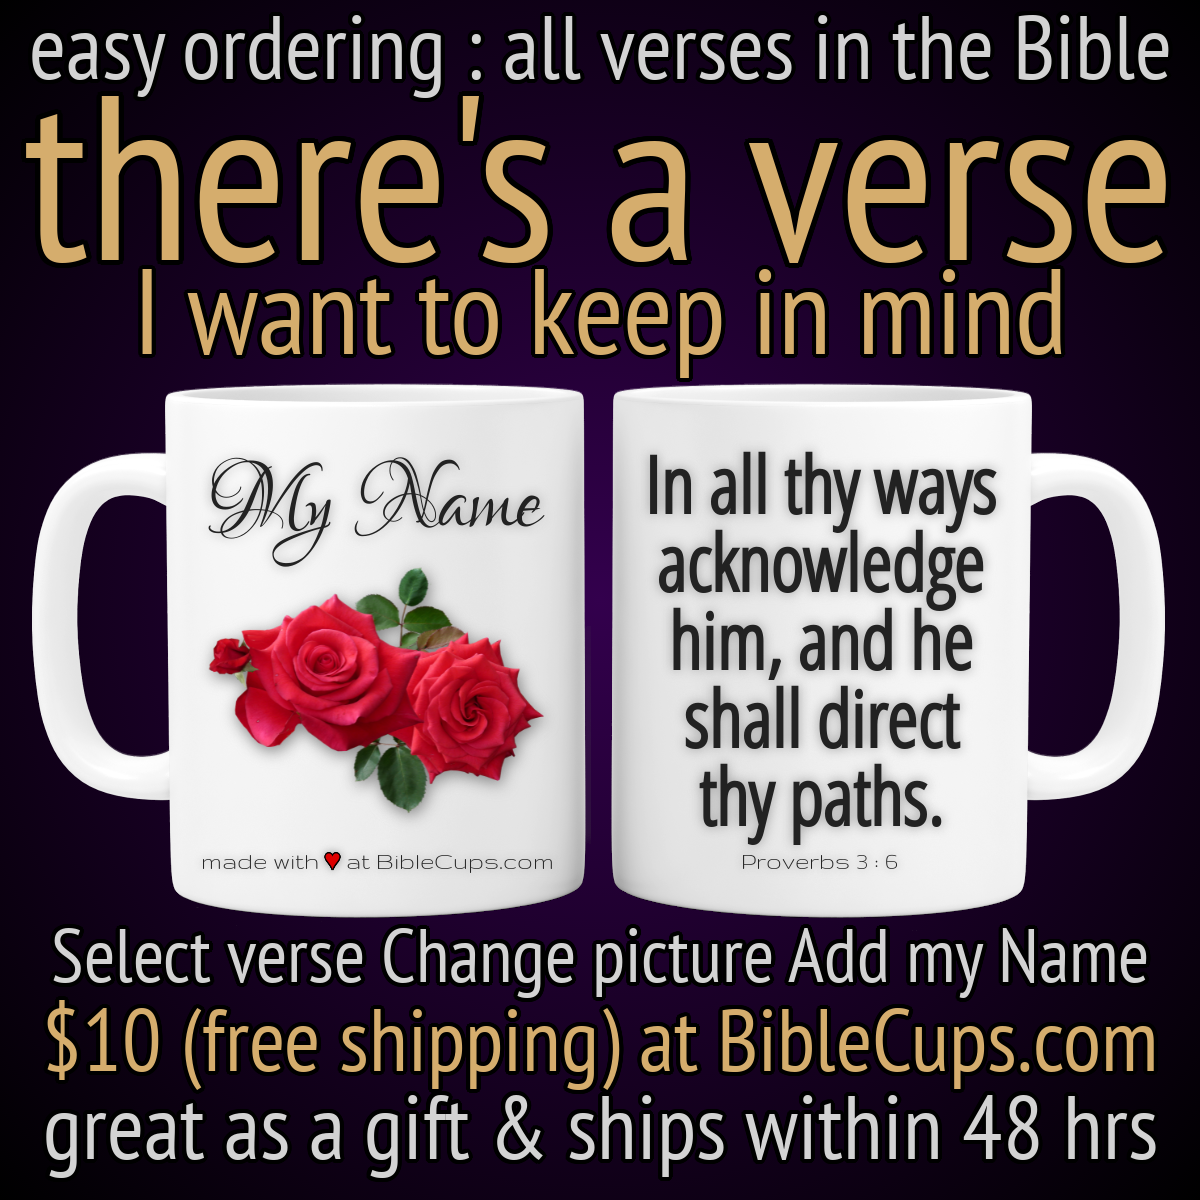 easy ordering : all verses in the Bible
there's a verse
I want to keep in mind
My Name
made with ❤ at BibleCups.com
In all thy ways
acknowledge
him, and he
shall direct
thy paths.
Proverbs 3 : 6
Select verse Change picture Add my Name
$10 (free shipping) at BibleCups.com
great as a gift & ships within 48 hrs